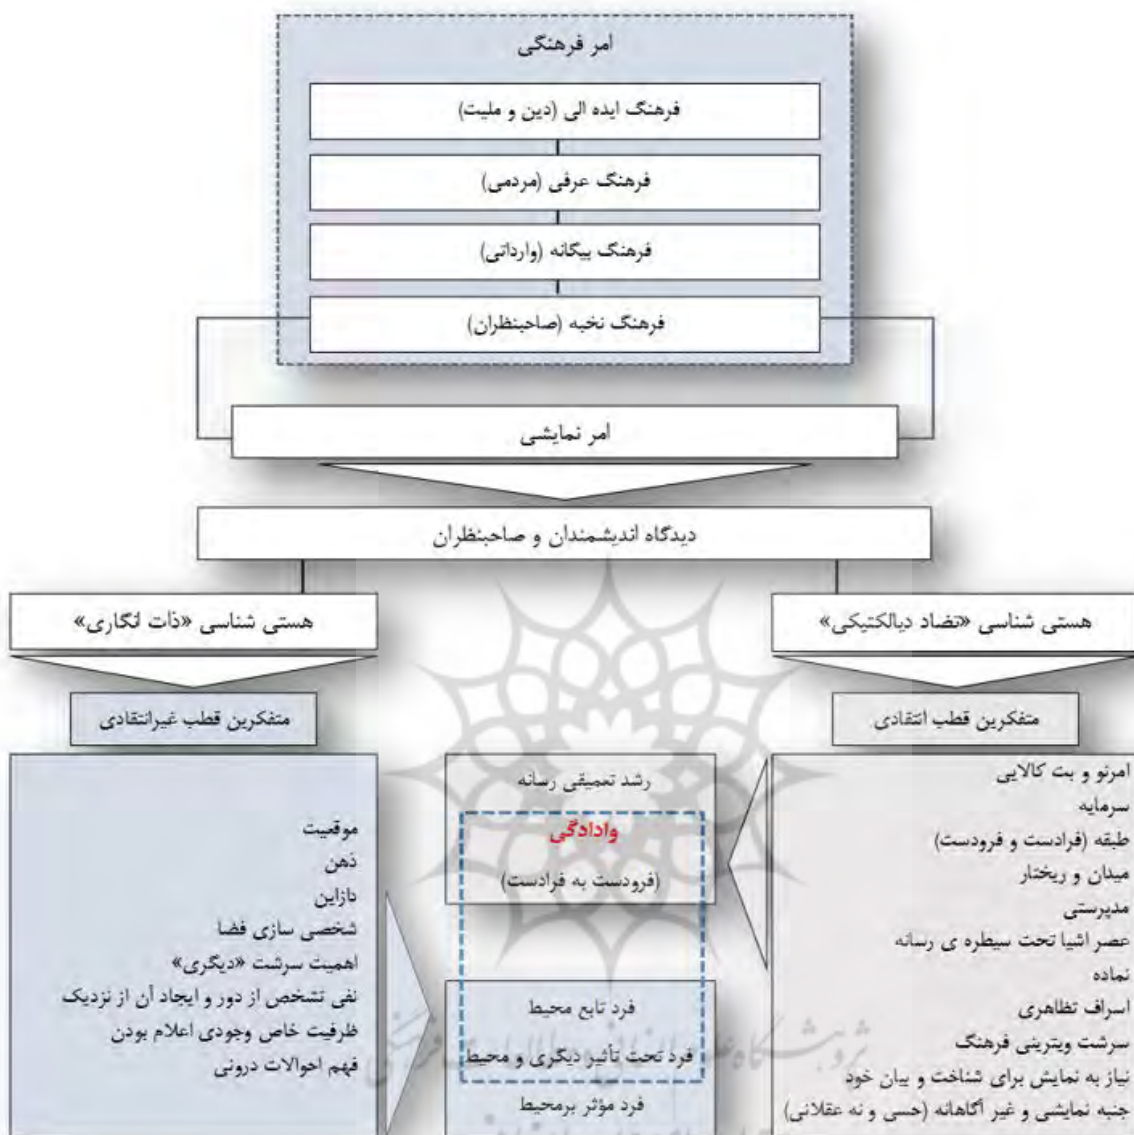 امر فرهنگی
فرهنگ ایده الی (دین و ملیت)
فرهنگ عرفی (مردمی)
فرهنگ بیگانه (وارداتی)
فرهنگ نخبه (صاحبنظران)
امر نمایشی
دیدگاه اندیشمندان و صاحبنظران
هستی شناسی «تضاد دیالکتیکی»
هستی شناسی «ذات انگاری»
متفکرین قطب انتقادی
متفکرین قطب غیرانتقادی
امرنو و بت کالایی
سرمایه
طبقه (فرادست و فرودست)
میدان و ریختار
مدپرستی
عصر اشیا تحت سیطره ی رسانه
نماده
اسراف تظاهری
سرشت ویترینی فرهنگ
نیاز به نمایش برای شناخت و بیان خود
جنبه نمایشی و غیر آگاهانه (حسی و نه عقلانی)
رشد تعمیقی رسانه
وادادگی
(فرودست به فرادست)
فرد تابع محیط
فرد تحت تأثیر دیگری و محیط
فرد مؤثر برمحیط
موقعیت
ذهن
دازاین
شخصی سازی فضا
اهمیت سرشت «دیگری»
نفی تشخص از دور و ایجاد آن از نزدیک
ظرفیت خاص وجودی اعلام بودن
فهم احوالات درونی